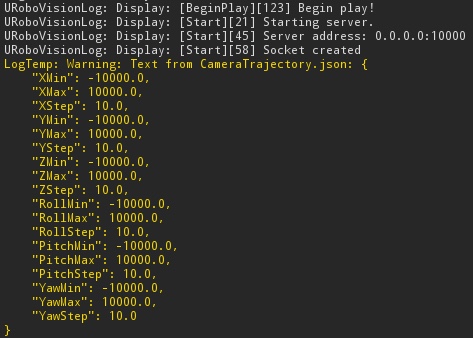 URoboVisionLog: Display: [BeginPlay][123] Begin play!
URoboVisionLog: Display: [Start][21] Starting server.
URoboVisionLog: Display: [Start][45] Server address: 0.0.0.0:10000
URoboVisionLog: Display: [Start][58] Socket created
LogTemp: Warning: Text from CameraTrajectory.json: {
    "XMin": -10000.0,
    "XMax": 10000.0,
    "XStep": 10.0,
    "YMin": -10000.0,
    "YMax": 10000.0,
    "YStep": 10.0,
    "ZMin": -10000.0,
    "ZMax": 10000.0,
    "ZStep": 10.0,
    "RollMin": -10000.0,
    "RollMax": 10000.0,
    "RollStep": 10.0,
    "PitchMin": -10000.0,
    "PitchMax": 10000.0,
    "PitchStep": 10.0,
    "YawMin": -10000.0,
    "YawMax": 10000.0,
    "YawStep": 10.0
}